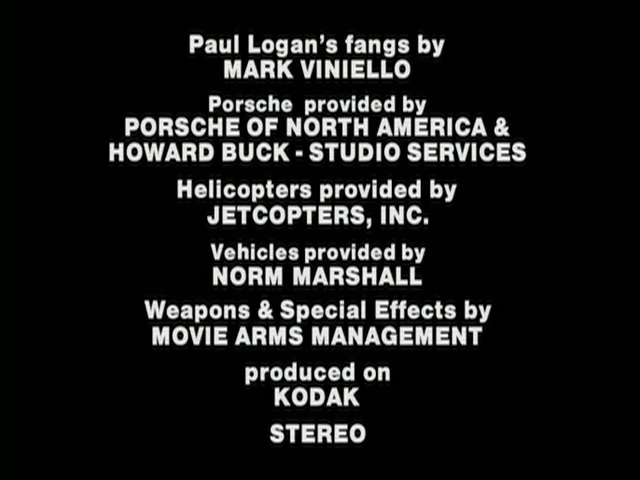 Paul Logan's fangs by
MARK VINIELLO
Porsche provided by
PORSCHE OF NORTH AMERICA &
HOWARD BUCK - STUDIO SERVICES
Helicopters provided by
JETCOPTERS, INC.
Vehicles provided by
NORM MARSHALL
Weapons & Special Effects by
MOVIE ARMS MANAGEMENT
produced on
KODAK
STEREO